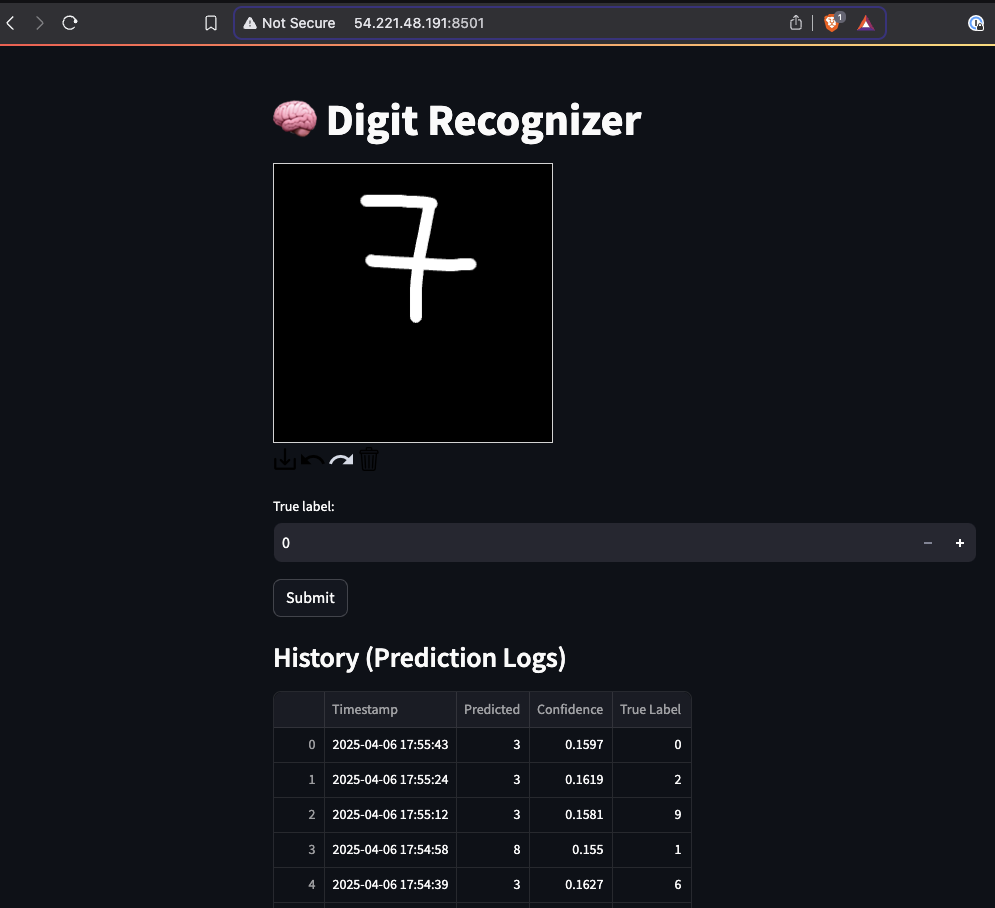 Not Secure 54.221.48.191:8501
1
🧠 Digit Recognizer
7
True label:
0 − +
Submit
History (Prediction Logs)
Timestamp Predicted Confidence True Label
0 2025-04-06 17:55:43 3 0.1597 0
1 2025-04-06 17:55:24 3 0.1619 2
2 2025-04-06 17:55:12 3 0.1581 9
3 2025-04-06 17:54:58 8 0.155 1
4 2025-04-06 17:54:39 3 0.1627 6